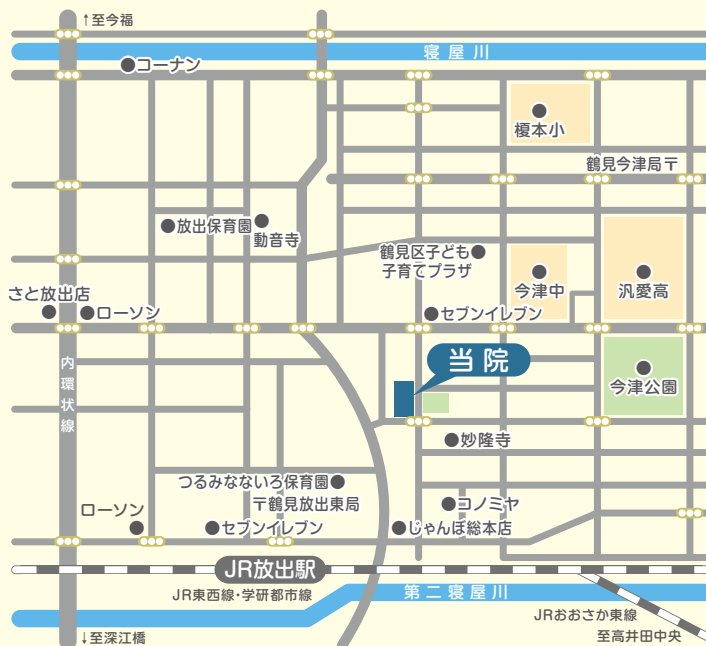 ↑至今福
寝屋川
コーナン
榎本小
鶴見今津局〒
放出保育園
動音寺
鶴見区子ども
子育てプラザ
今津中
汎愛高
さと放出店
ローソン
セブンイレブン
当院
内環状線
今津公園
妙隆寺
つるみなないろ保育園
〒鶴見放出東局
コノミヤ
ローソン
セブンイレブン
じゃんぼ総本店
JR放出駅
JR東西線・学研都市線
第二寝屋川
JRおおさか東線
↓至深江橋
至高井田中央